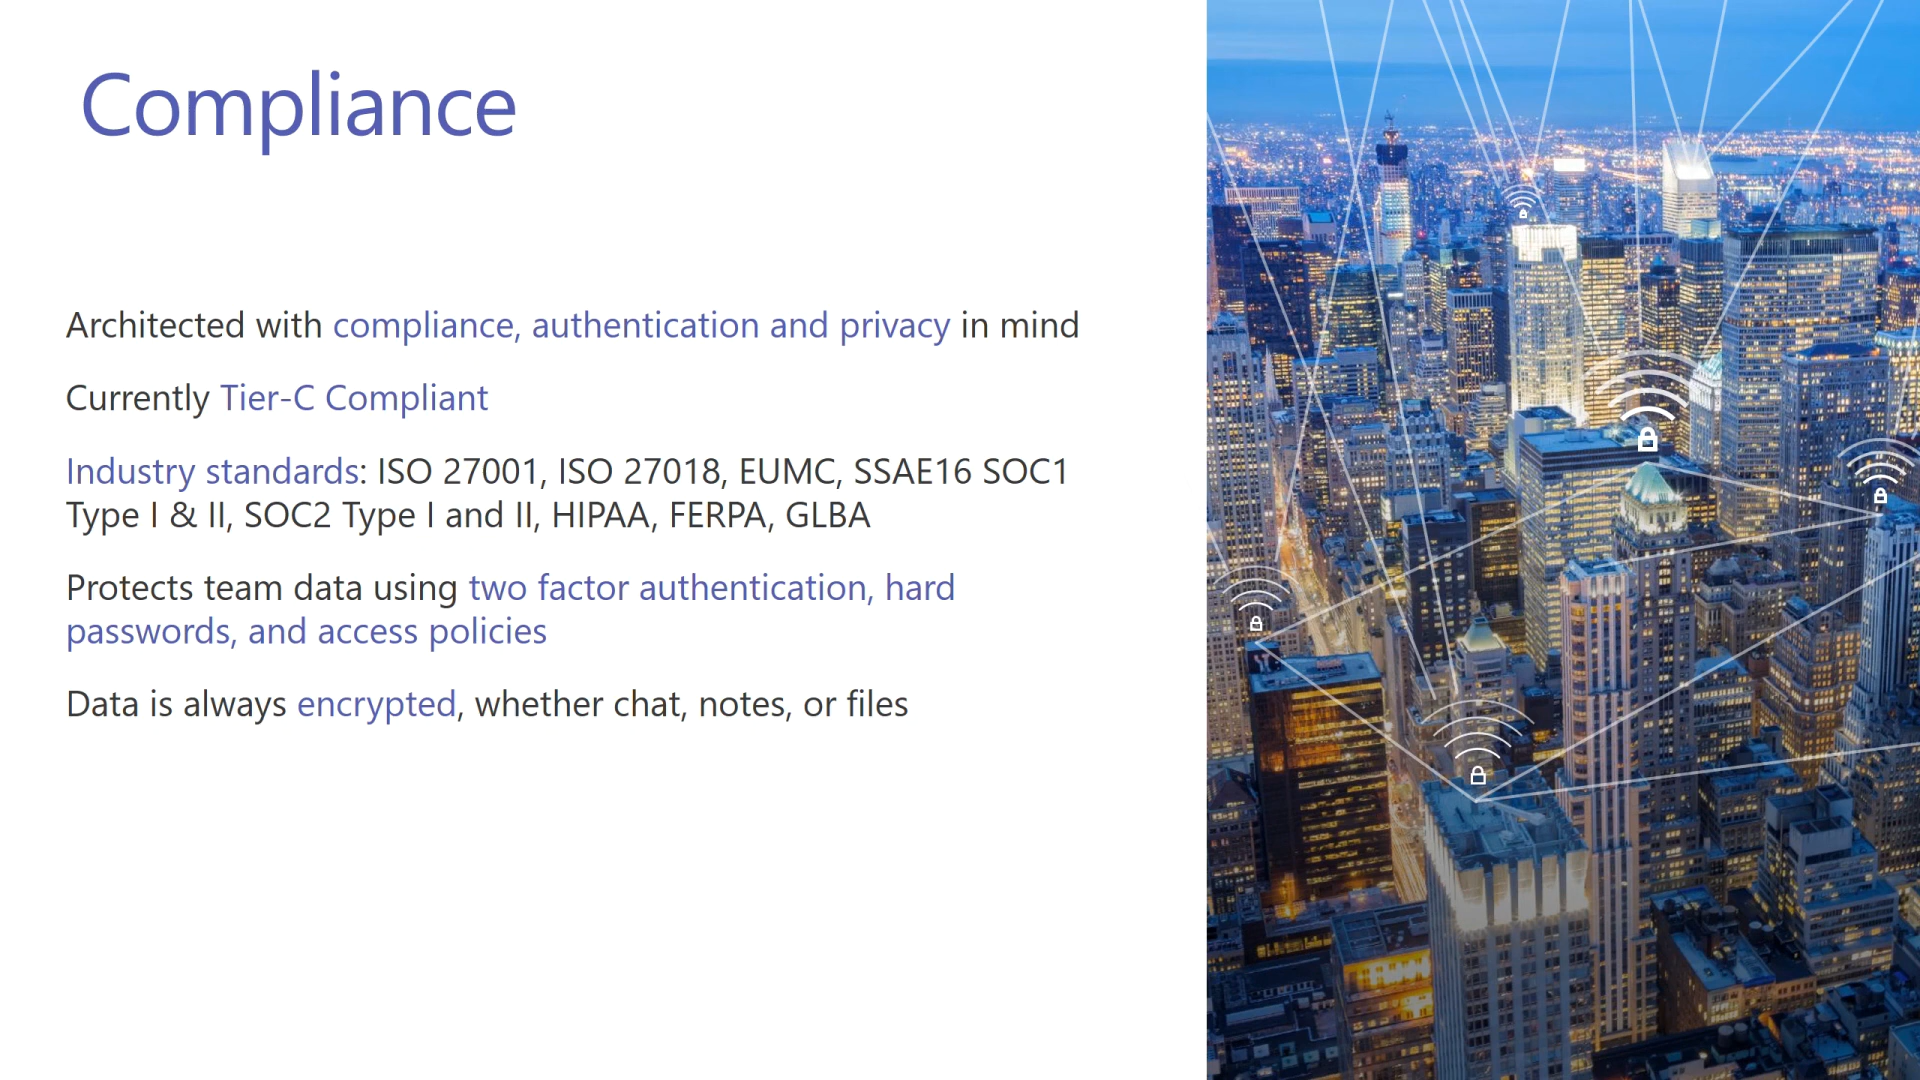 Compliance
Architected with compliance, authentication and privacy in mind
Currently Tier-C Compliant
Industry standards: ISO 27001, ISO 27018, EUMC, SSAE16 SOC1
Type I & II, SOC2 Type I and II, HIPAA, FERPA, GLBA
Protects team data using two factor authentication, hard
passwords, and access policies
Data is always encrypted, whether chat, notes, or files